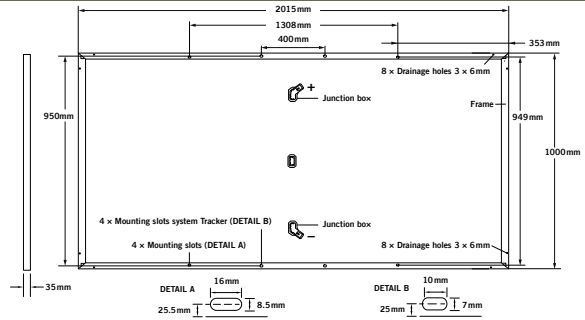 2015mm
1308mm
400mm
353mm
8 × Drainage holes 3 × 6mm
+
Junction box
Frame
950mm
949mm
1000mm
4 × Mounting slots system Tracker (DETAIL B)
Junction box
4 × Mounting slots (DETAIL A)
−
8 × Drainage holes 3 × 6mm
35mm
DETAIL A
16mm
8.5mm
25.5mm
DETAIL B
10mm
7mm
25mm